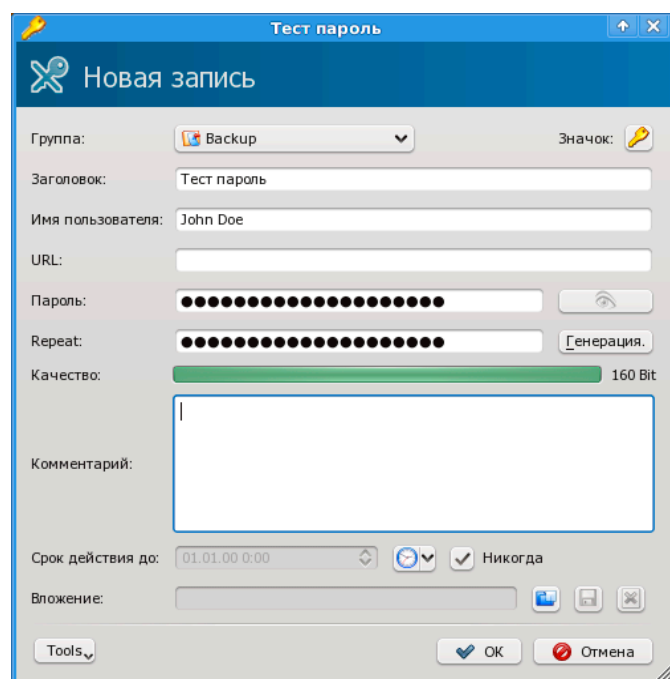 Тест пароль
Новая запись
Группа: Backup Значок:
Заголовок: Тест пароль
Имя пользователя: John Doe
URL:
Пароль: ●●●●●●●●●●●●●●●●●●●●
Repeat: ●●●●●●●●●●●●●●●●●●●● Генерация.
Качество: 160 Bit
Комментарий:
Срок действия до: 01.01.00 0:00 Никогда
Вложение:
Tools OK Отмена